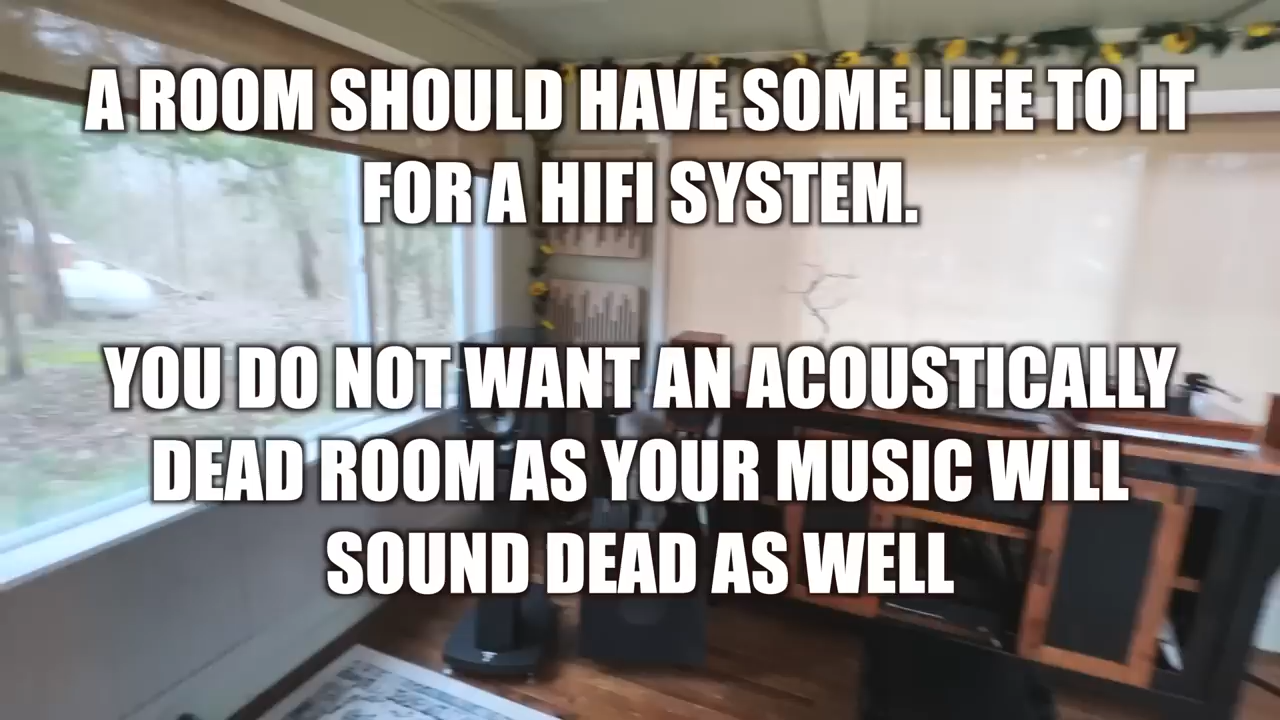 A ROOM SHOULD HAVE SOME LIFE TO IT
FOR A HIFI SYSTEM.
YOU DO NOT WANT AN ACOUSTICALLY
DEAD ROOM AS YOUR MUSIC WILL
SOUND DEAD AS WELL